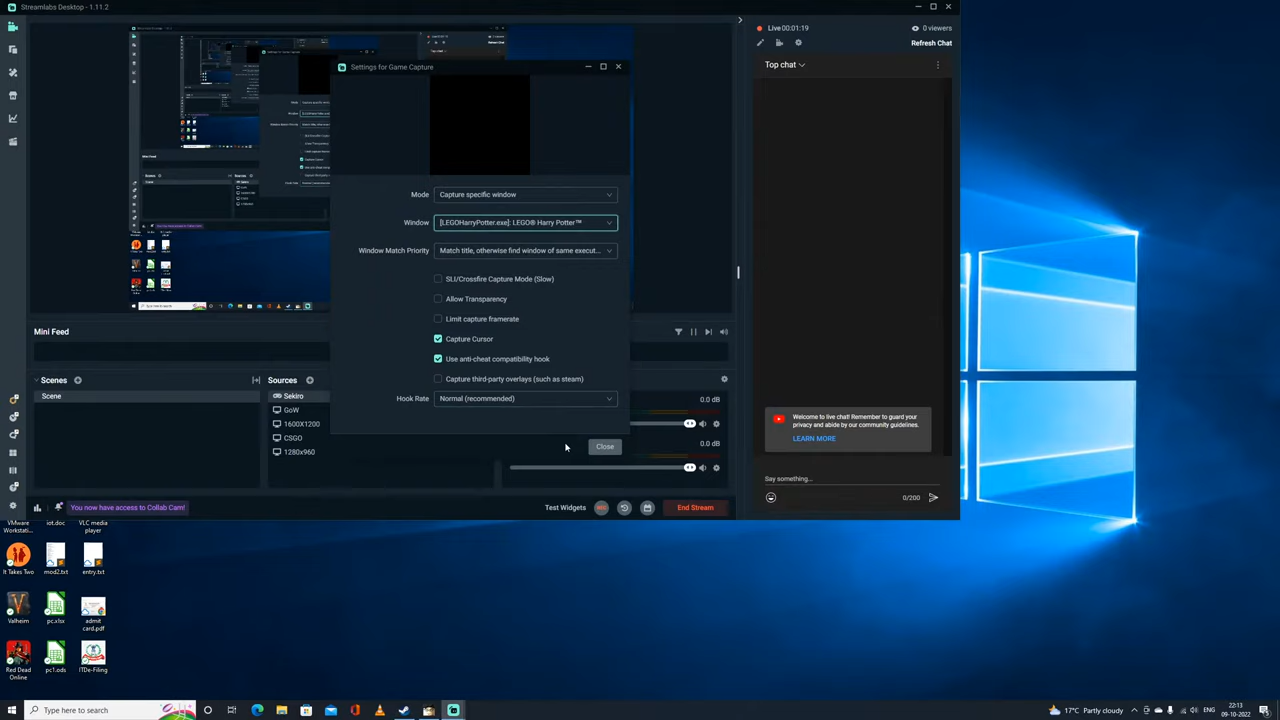 Streamlabs Desktop - 1.11.2
Live 00:01:19
0 viewers
Refresh Chat
Top chat
Settings for Game Capture
Mode
Capture specific window
Window
[LEGOHarryPotter.exe]: LEGO® Harry Potter™
Window Match Priority
Match title, otherwise find window of same execut...
SLI/Crossfire Capture Mode (Slow)
Allow Transparency
Limit capture framerate
Capture Cursor
Use anti-cheat compatibility hook
Capture third-party overlays (such as steam)
Hook Rate
Normal (recommended)
Close
Mini Feed
Scenes
Scene
Sources
Sekiro
GoW
1600X1200
CSGO
1280x960
0.0 dB
0.0 dB
Welcome to live chat! Remember to guard your
privacy and abide by our community guidelines.
LEARN MORE
Say something...
0/200
You now have access to Collab Cam!
Test Widgets
REC
End Stream
VMware
Workstati...
iot.doc
VLC media
player
It Takes Two
mod2.txt
entry.txt
Valheim
pc.xlsx
admit
card.pdf
Red Dead
Online
pc1.ods
ITDe-Filing
Type here to search
17°C Partly cloudy
ENG
22:13
09-10-2022